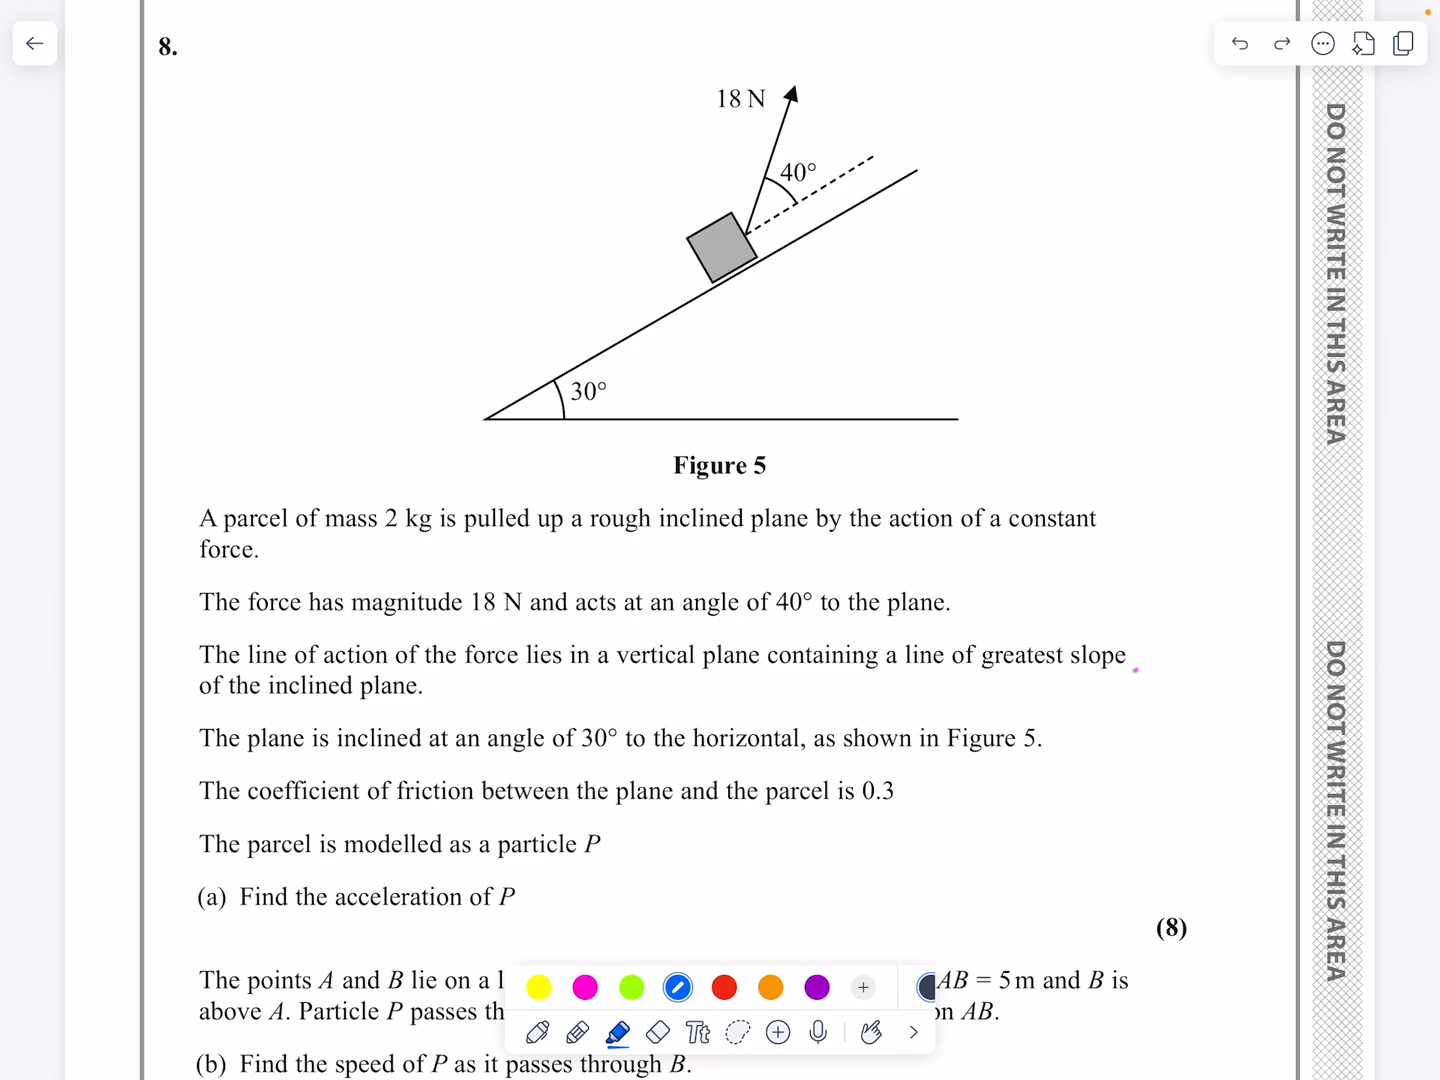 8.
18 N
40°
30°
Figure 5
A parcel of mass 2 kg is pulled up a rough inclined plane by the action of a constant
force.
The force has magnitude 18 N and acts at an angle of 40° to the plane.
The line of action of the force lies in a vertical plane containing a line of greatest slope
of the inclined plane.
The plane is inclined at an angle of 30° to the horizontal, as shown in Figure 5.
The coefficient of friction between the plane and the parcel is 0.3
The parcel is modelled as a particle P
(a) Find the acceleration of P
(8)
The points A and B lie on a l AB = 5 m and B is
above A. Particle P passes th on AB.
(b) Find the speed of P as it passes through B.
Tt
DO NOT WRITE IN THIS AREA
DO NOT WRITE IN THIS AREA